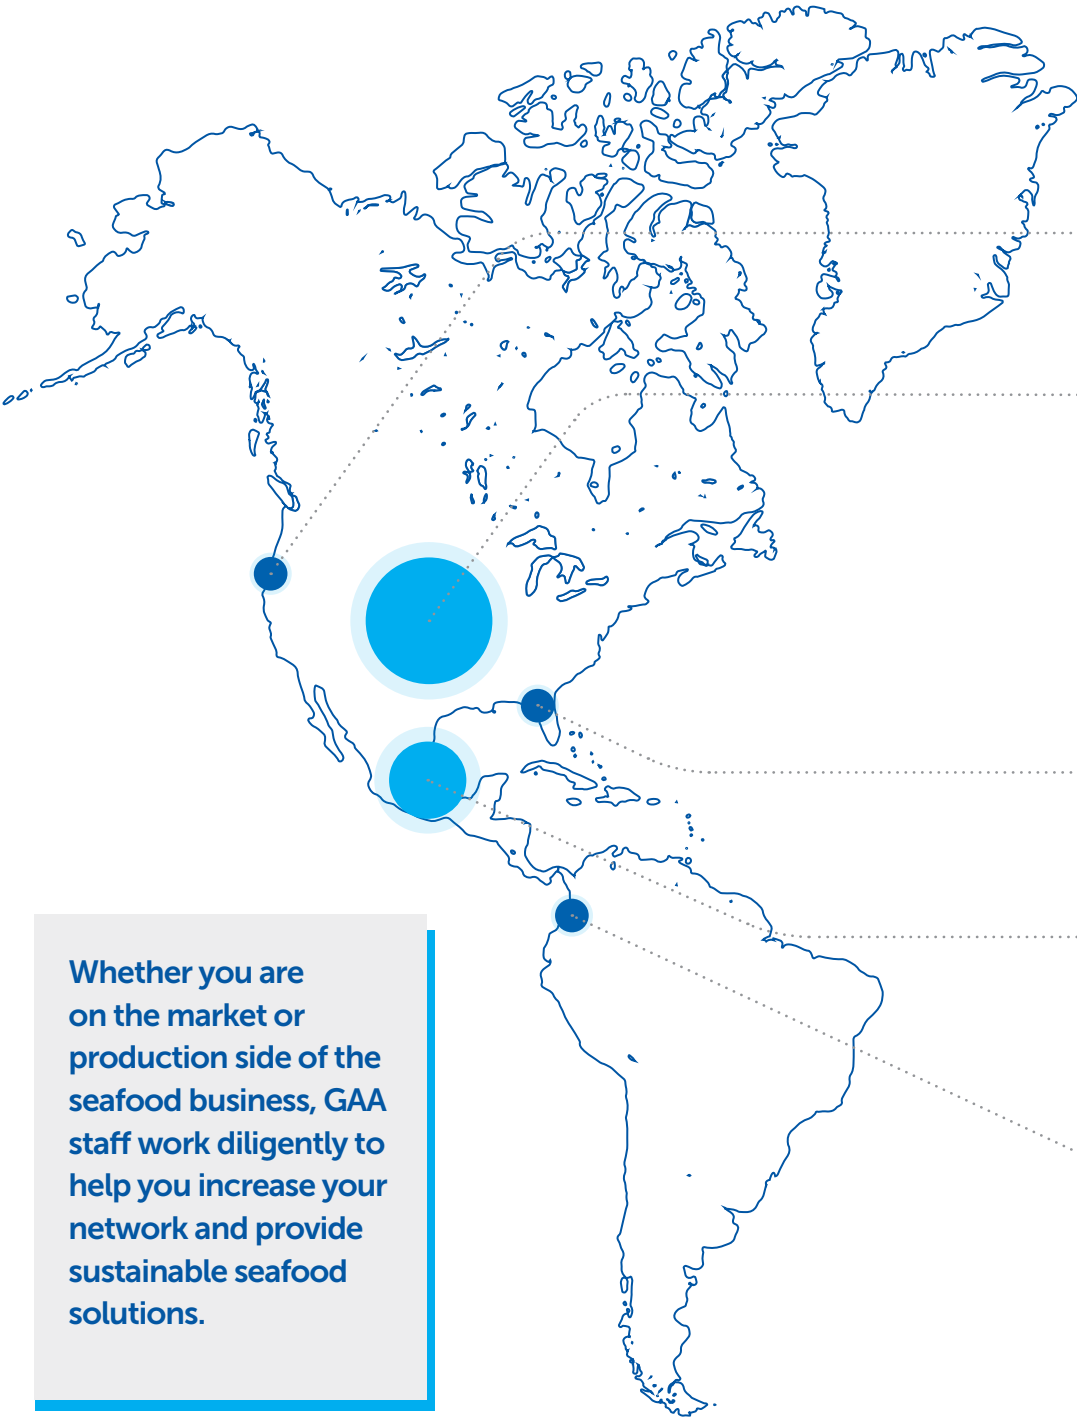 Whether you are
on the market or
production side of the
seafood business, GAA
staff work diligently to
help you increase your
network and provide
sustainable seafood
solutions.